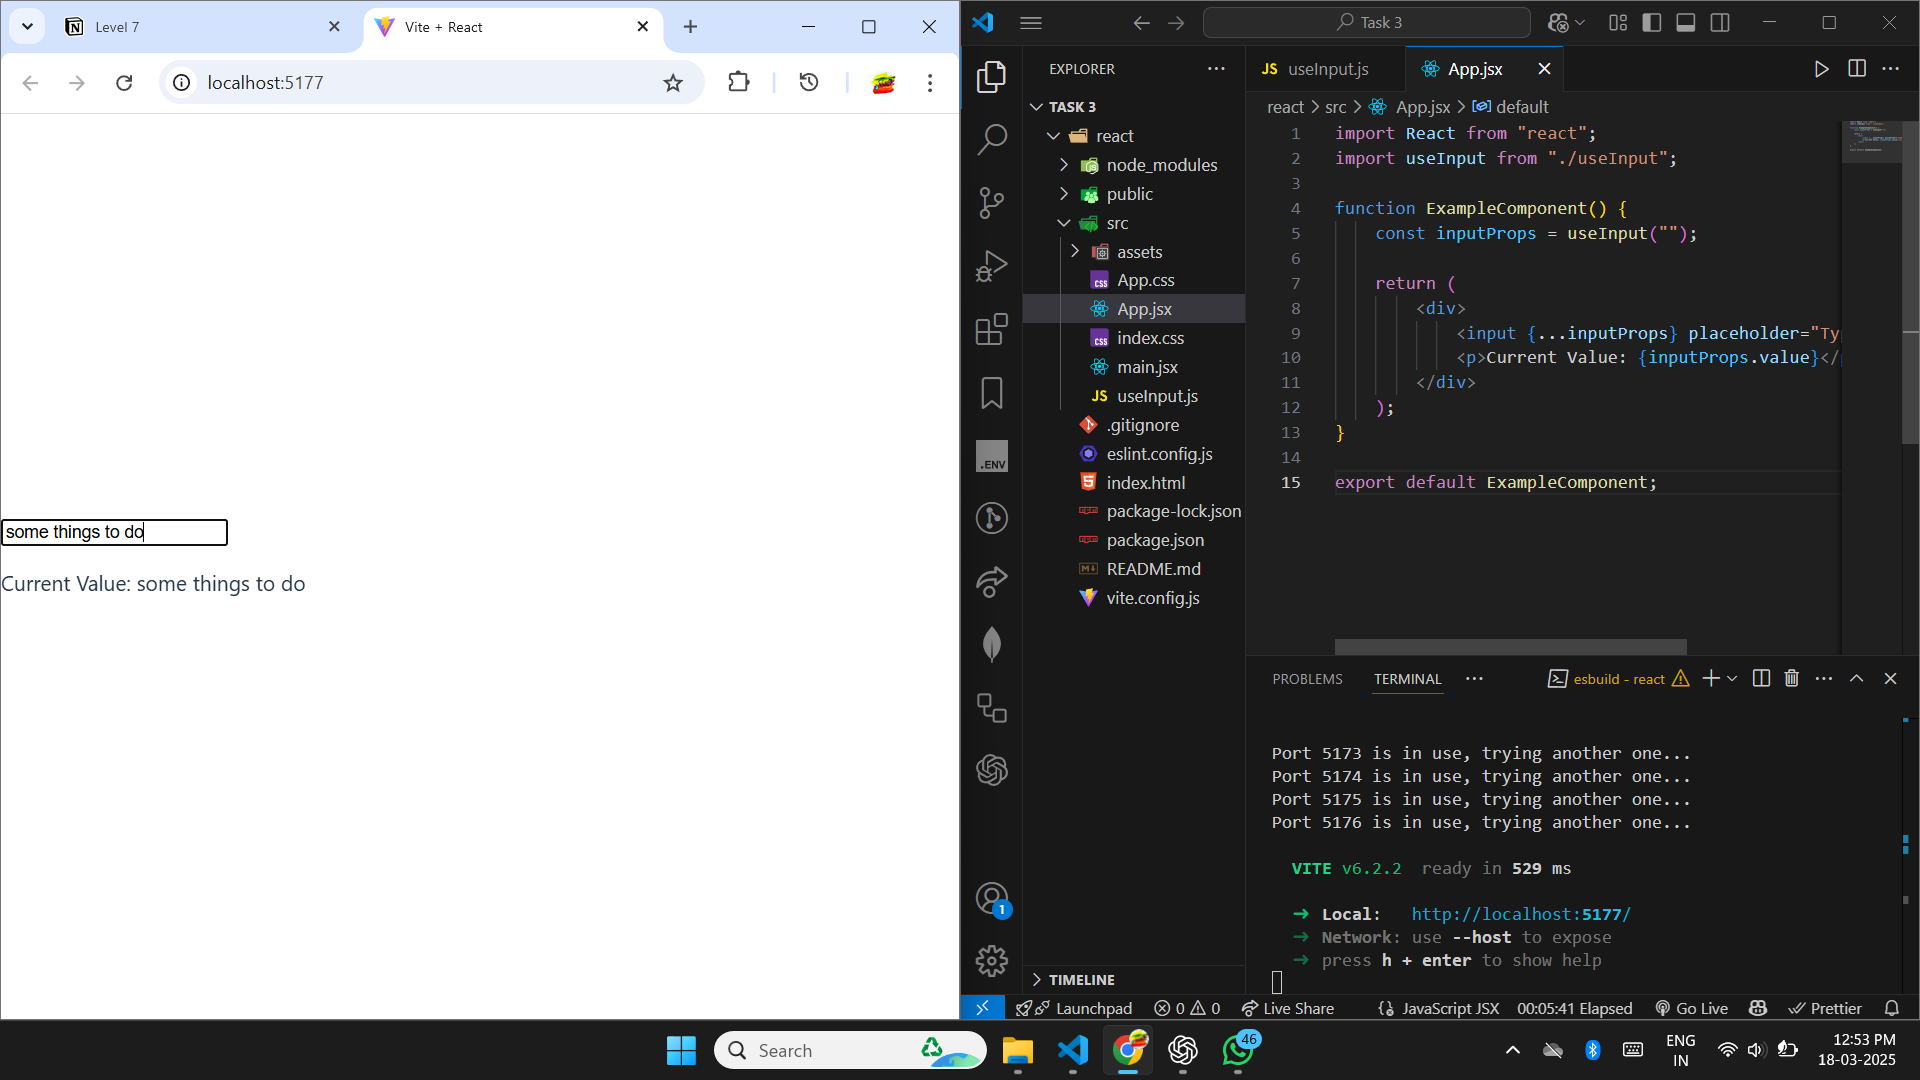 Level 7
Vite + React
localhost:5177
some things to do
Current Value: some things to do
Task 3
EXPLORER
TASK 3
react
node_modules
public
src
assets
App.css
App.jsx
index.css
main.jsx
useInput.js
.gitignore
eslint.config.js
index.html
package-lock.json
package.json
README.md
vite.config.js
TIMELINE
useInput.js
App.jsx
react > src > App.jsx > default
1 import React from "react";
2 import useInput from "./useInput";
3
4 function ExampleComponent() {
5 const inputProps = useInput("");
6
7 return (
8 <div>
9 <input {...inputProps} placeholder="Ty
10 <p>Current Value: {inputProps.value}</
11 </div>
12 );
13 }
14
15 export default ExampleComponent;
PROBLEMS TERMINAL
esbuild - react
Port 5173 is in use, trying another one...
Port 5174 is in use, trying another one...
Port 5175 is in use, trying another one...
Port 5176 is in use, trying another one...
VITE v6.2.2 ready in 529 ms
➜ Local: http://localhost:5177/
➜ Network: use --host to expose
➜ press h + enter to show help
.ENV
1
Launchpad 0 0 Live Share JavaScript JSX 00:05:41 Elapsed Go Live Prettier
Search
46
ENG
IN
12:53 PM
18-03-2025